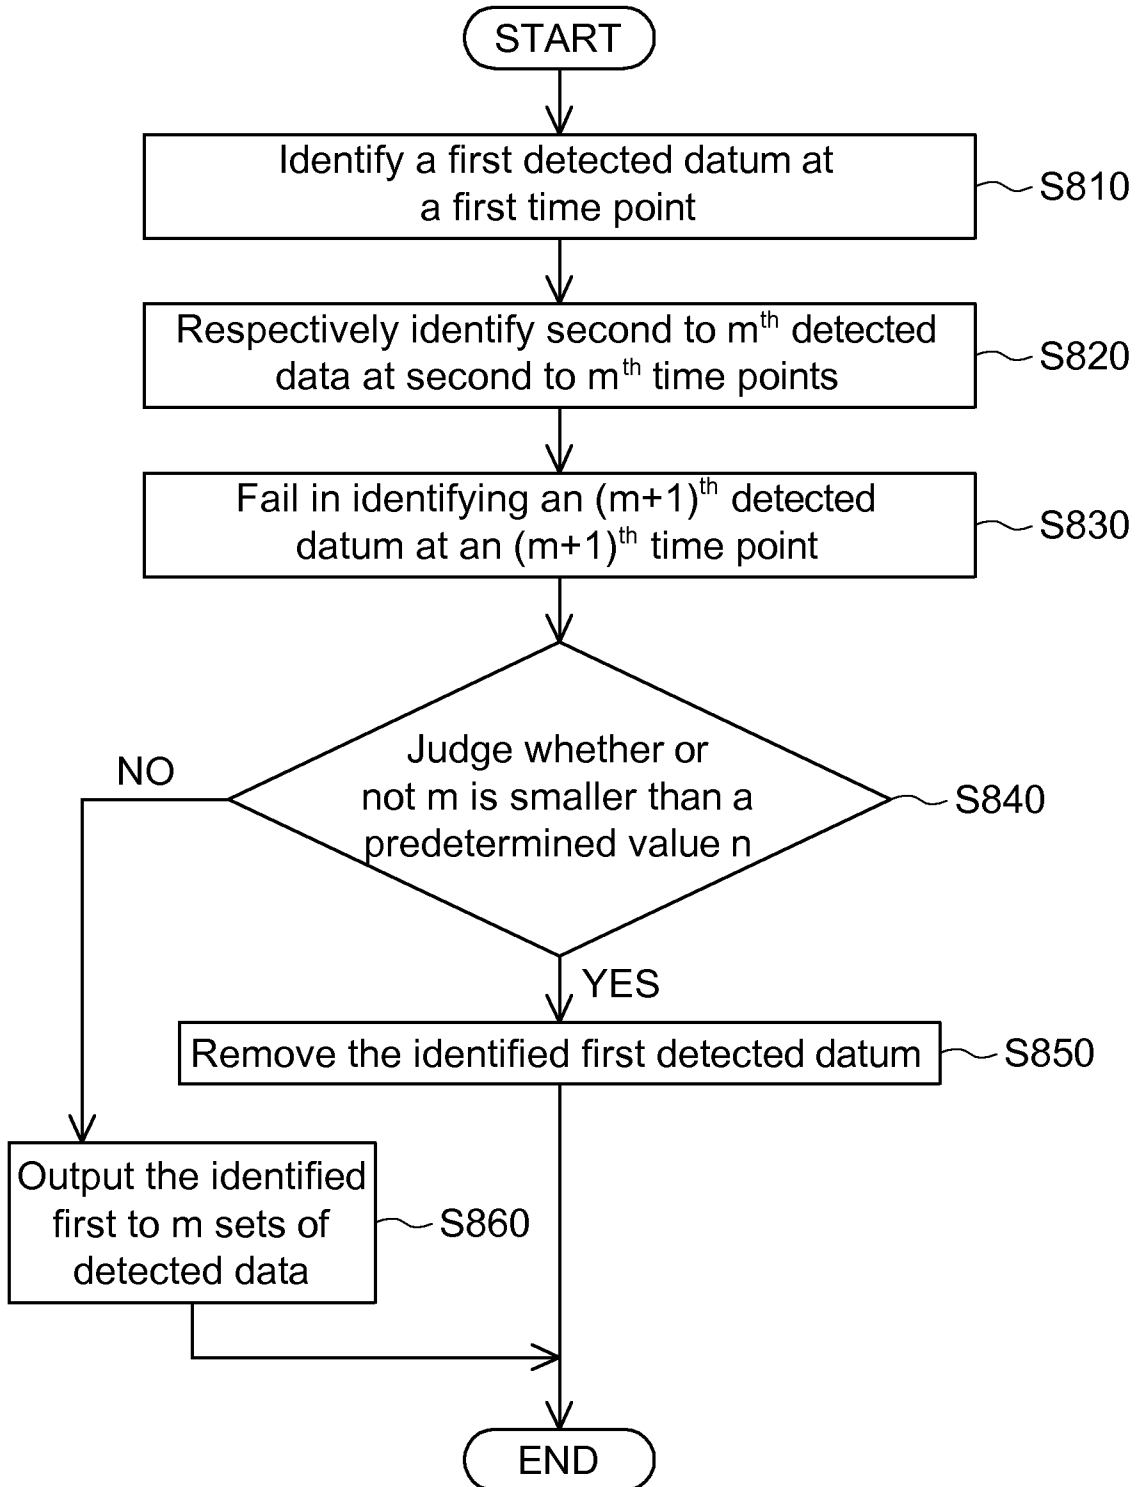 START
Identify a first detected datum at
a first time point
S810
Respectively identify second to mth detected
data at second to mth time points
S820
Fail in identifying an (m+1)th detected
datum at an (m+1)th time point
S830
Judge whether or
not m is smaller than a
predetermined value n
S840
NO
YES
Remove the identified first detected datum
S850
Output the identified
first to m sets of
detected data
S860
END